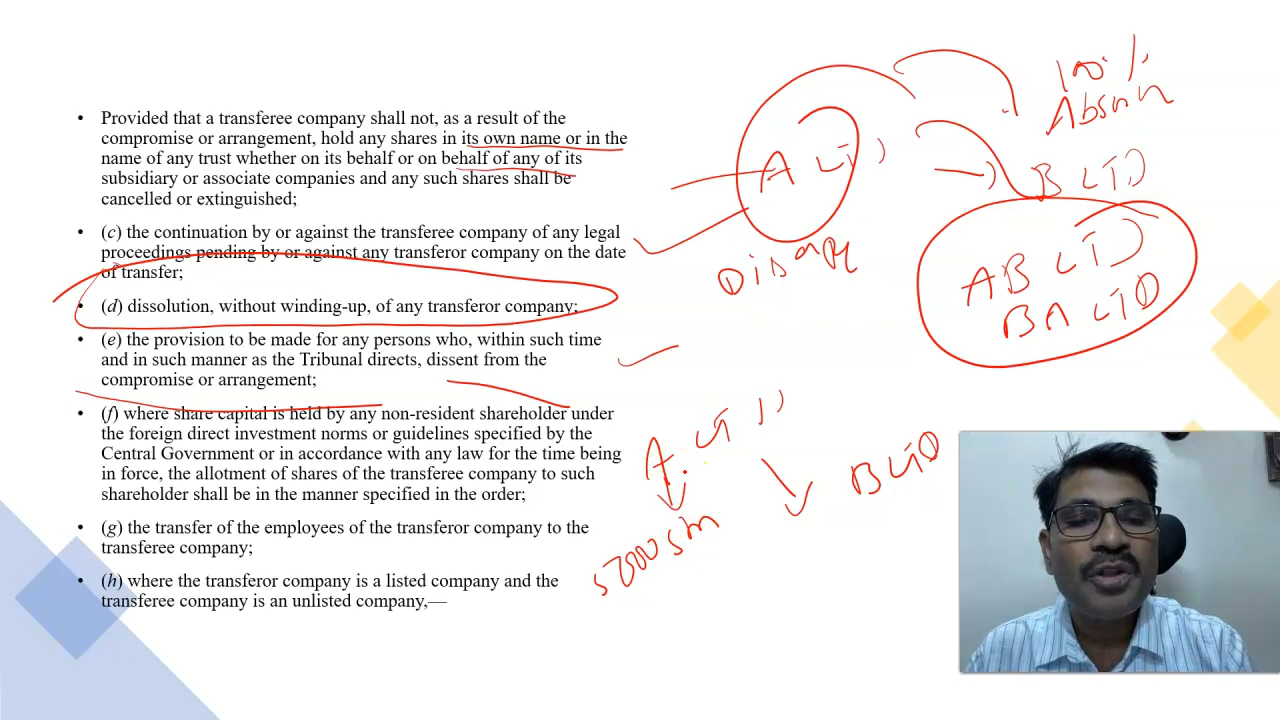 • Provided that a transferee company shall not, as a result of the
compromise or arrangement, hold any shares in its own name or in the
name of any trust whether on its behalf or on behalf of any of its
subsidiary or associate companies and any such shares shall be
cancelled or extinguished;
• (c) the continuation by or against the transferee company of any legal
proceedings pending by or against any transferor company on the date
of transfer;
• (d) dissolution, without winding-up, of any transferor company;
• (e) the provision to be made for any persons who, within such time
and in such manner as the Tribunal directs, dissent from the
compromise or arrangement;
• (f) where share capital is held by any non-resident shareholder under
the foreign direct investment norms or guidelines specified by the
Central Government or in accordance with any law for the time being
in force, the allotment of shares of the transferee company to such
shareholder shall be in the manner specified in the order;
• (g) the transfer of the employees of the transferor company to the
transferee company;
• (h) where the transferor company is a listed company and the
transferee company is an unlisted company,—
100%
A LTD
B LTD
AB LTD
BA LTD
A LTD
B LTD